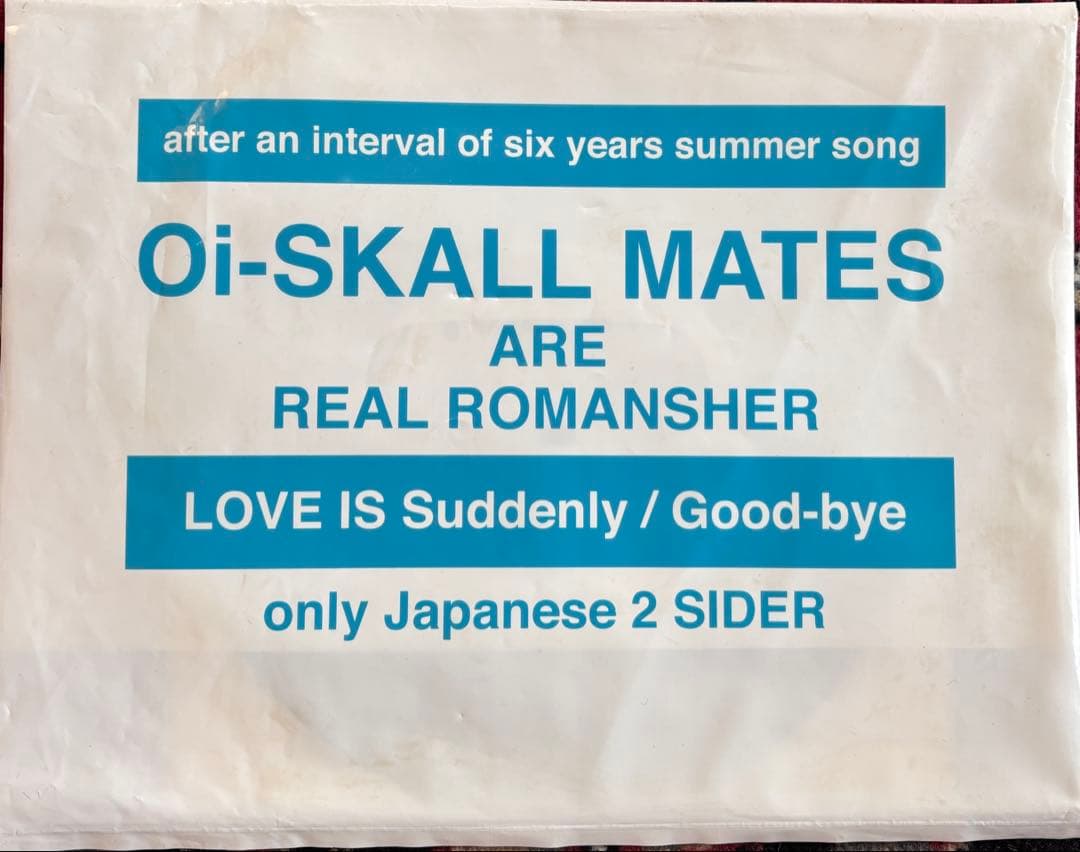 after an interval of six years summer song
Oi-SKALL MATES
ARE
REAL ROMANSHER
LOVE IS Suddenly / Good-bye
only Japanese 2 SIDER